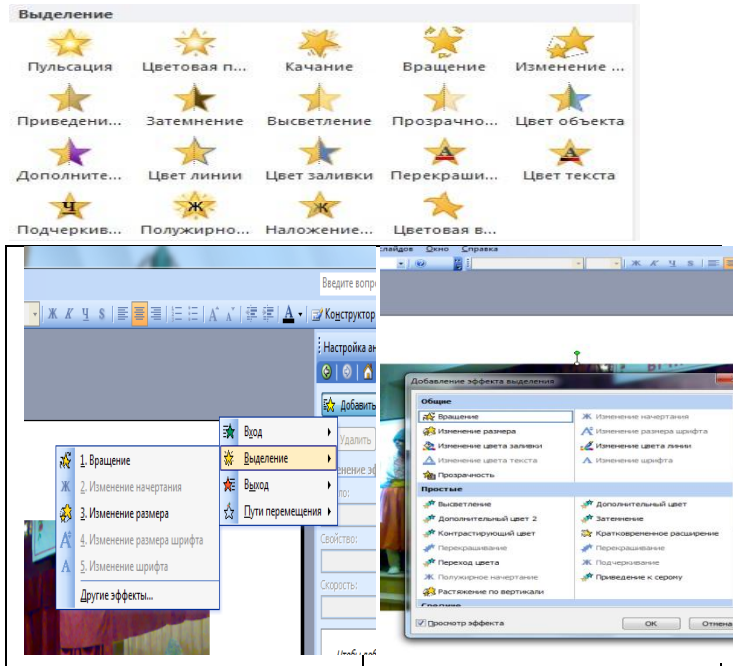 Выделение
Пульсация Цветовая п... Качание Вращение Изменение ...
Приведени... Затемнение Высветление Прозрачно... Цвет объекта
Дополните... Цвет линии Цвет заливки Перекраши... Цвет текста
Подчеркив... Полужирно... Наложение... Цветовая в...
Введите вопр
Ж К Ч S А Конструктор
Настройка ан
Добавить
Удалить
Вход
Выделение
Выход
Пути перемещения
1. Вращение
2. Изменение начертания
3. Изменение размера
4. Изменение размера шрифта
5. Изменение шрифта
Другие эффекты...
Свойство:
Скорость:
слайдов Окно Справка
Ж К Ч S
Добавление эффекта выделения
Общие
Вращение Ж Изменение начертания
Изменение размера Изменение размера шрифта
Изменение цвета заливки Изменение цвета линии
Изменение цвета текста Изменение шрифта
Прозрачность
Простые
Высветление Дополнительный цвет
Дополнительный цвет 2 Затемнение
Контрастирующий цвет Кратковременное расширение
Перекрашивание Перекрашивание
Переход цвета Ж Подчеркивание
Ж Полужирное начертание Приведение к серому
Растяжение по вертикали
Просмотр эффекта ОК Отмена